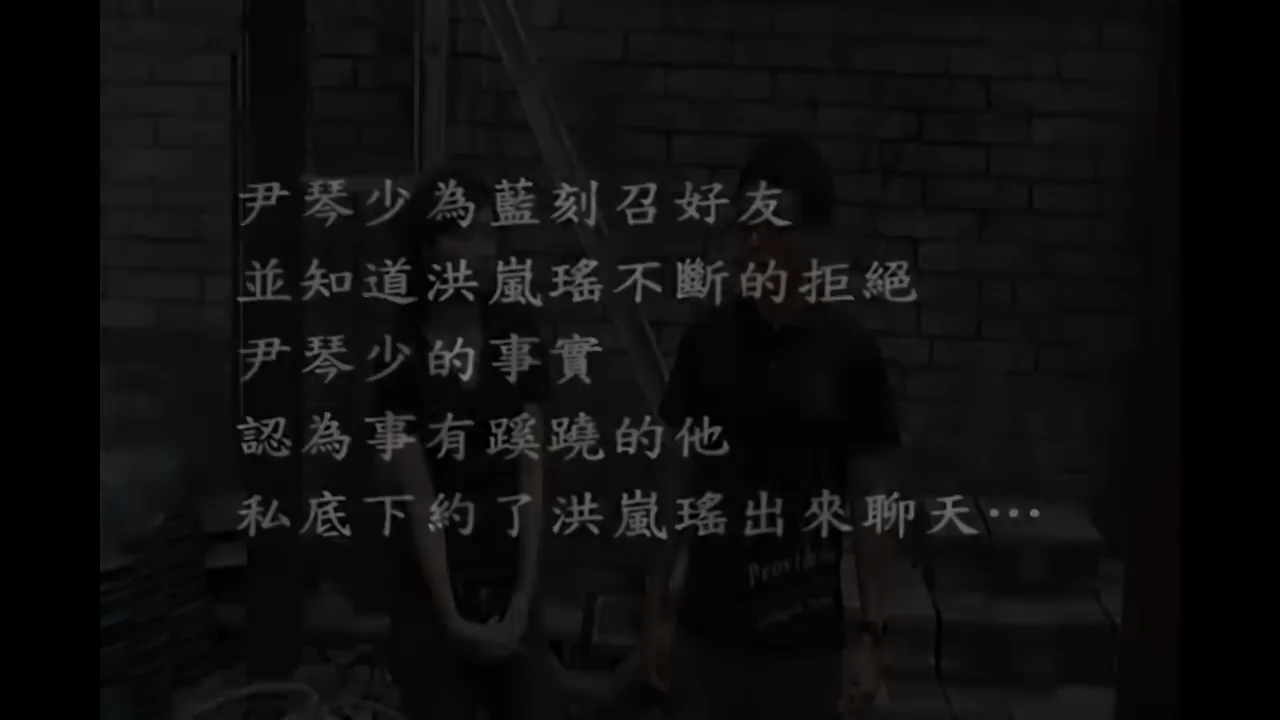 尹琴少為藍刻召好友
並知道洪嵐瑤不斷的拒絕
尹琴少的事實
認為事有蹊蹺的他
私底下約了洪嵐瑤出來聊天…